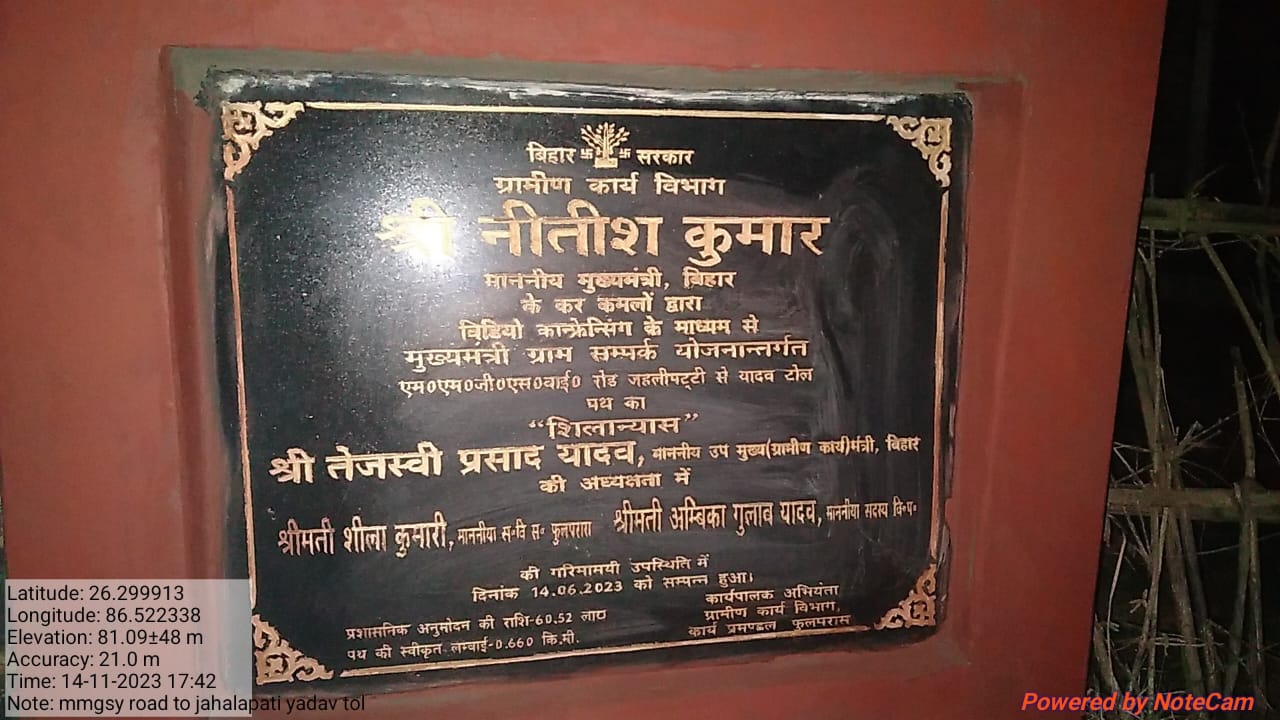 बिहार सरकार
ग्रामीण कार्य विभाग
श्री नीतीश कुमार
माननीय मुख्यमंत्री, बिहार
के कर कमलों द्वारा
विडियो कान्फ्रेन्सिंग के माध्यम से
मुख्यमंत्री ग्राम सम्पर्क योजनान्तर्गत
एम०एम०जी०एस०वाई० रोड जहलीपट्टी से यादव टोल
पथ का
“शिलान्यास”
श्री तेजस्वी प्रसाद यादव, माननीय उप मुख्य(ग्रामीण कार्य)मंत्री, बिहार
की अध्यक्षता में
श्रीमती शीला कुमारी, माननीया स०वि स० फुलपरास श्रीमती अम्बिका गुलाब यादव, माननीया सदस्य वि०प०
की गरिमामयी उपस्थिति में
दिनांक 14.06.2023 को सम्पन्न हुआ।
प्रशासनिक अनुमोदन की राशि-60.52 लाख
पथ की स्वीकृत लम्बाई-0.660 कि.मी.
कार्यपालक अभियंता
ग्रामीण कार्य विभाग,
कार्य प्रमण्डल फुलपरास
Latitude: 26.299913
Longitude: 86.522338
Elevation: 81.09±48 m
Accuracy: 21.0 m
Time: 14-11-2023 17:42
Note: mmgsy road to jahalapati yadav tol
Powered by NoteCam